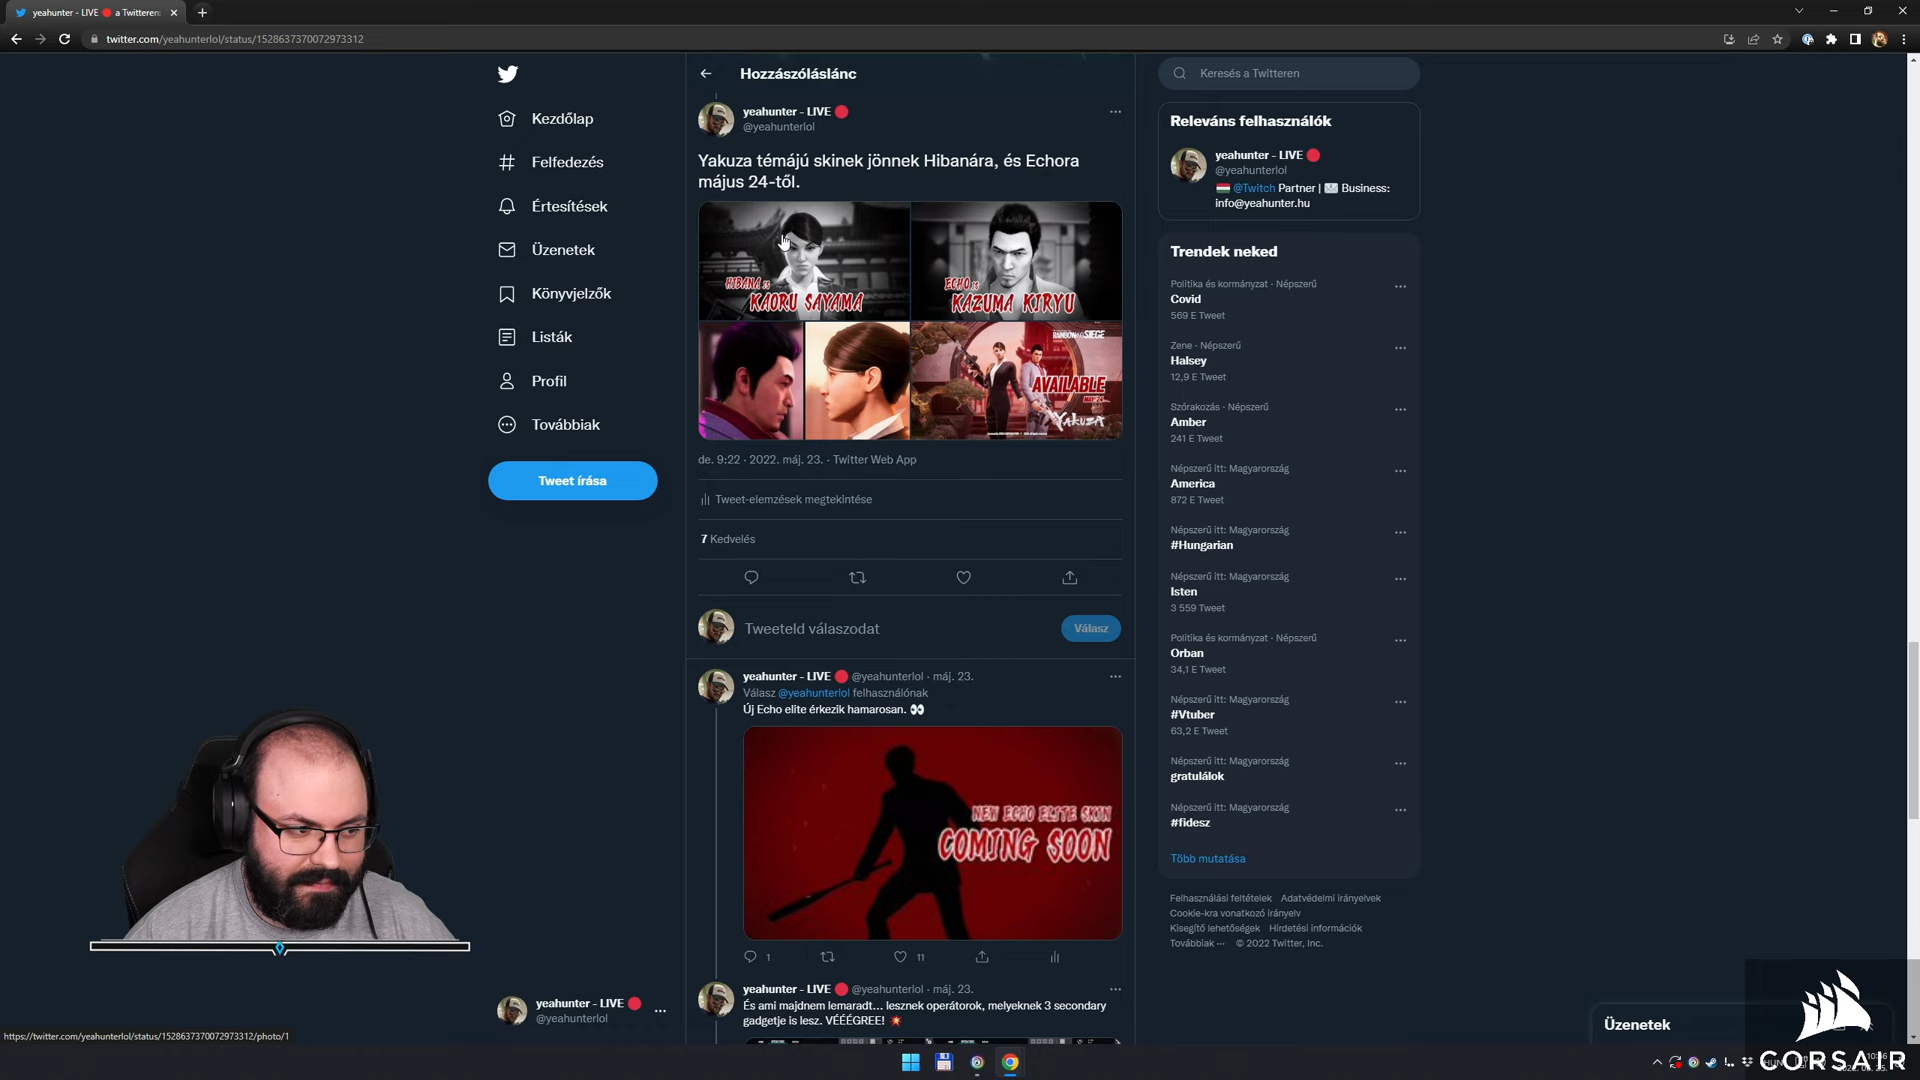 yeahunter - LIVE 🔴 a Twitteren:
twitter.com/yeahunterlol/status/1528637370072973312
Kezdőlap
Felfedezés
Értesítések
Üzenetek
Könyvjelzők
Listák
Profil
Továbbiak
Tweet írása
yeahunter - LIVE 🔴
@yeahunterlol
https://twitter.com/yeahunterlol/status/1528637370072973312/photo/1
Hozzászóláslánc
yeahunter - LIVE 🔴
@yeahunterlol
Yakuza témájú skinek jönnek Hibanára, és Echora
május 24-től.
HIBANA IS
KAORU SAYAMA
ECHO IS
KAZUMA KIRYU
RAINBOW SIEGE
AVAILABLE
MAY 24
YAKUZA
de. 9:22 · 2022. máj. 23. · Twitter Web App
Tweet-elemzések megtekintése
7 Kedvelés
Tweeteld válaszodat
Válasz
yeahunter - LIVE 🔴 @yeahunterlol · máj. 23.
Válasz @yeahunterlol felhasználónak
Új Echo elite érkezik hamarosan. 👀
NEW ECHO ELITE SKIN
COMING SOON
1
11
yeahunter - LIVE 🔴 @yeahunterlol · máj. 23.
És ami majdnem lemaradt... lesznek operátorok, melyeknek 3 secondary
gadgetje is lesz. VÉÉÉGREE! 💥
Keresés a Twitteren
Releváns felhasználók
yeahunter - LIVE 🔴
@yeahunterlol
🇭🇺 @Twitch Partner | 📨 Business:
info@yeahunter.hu
Trendek neked
Politika és kormányzat · Népszerű
Covid
569 E Tweet
Zene · Népszerű
Halsey
12,9 E Tweet
Szórakozás · Népszerű
Amber
241 E Tweet
Népszerű itt: Magyarország
America
872 E Tweet
Népszerű itt: Magyarország
#Hungarian
Népszerű itt: Magyarország
Isten
3 559 Tweet
Politika és kormányzat · Népszerű
Orban
34,1 E Tweet
Népszerű itt: Magyarország
#Vtuber
63,2 E Tweet
Népszerű itt: Magyarország
gratulálok
Népszerű itt: Magyarország
#fidesz
Több mutatása
Felhasználási feltételek Adatvédelmi irányelvek
Cookie-kra vonatkozó irányelv
Kisegítő lehetőségek Hirdetési információk
Továbbiak ··· © 2022 Twitter, Inc.
Üzenetek
CORSAIR